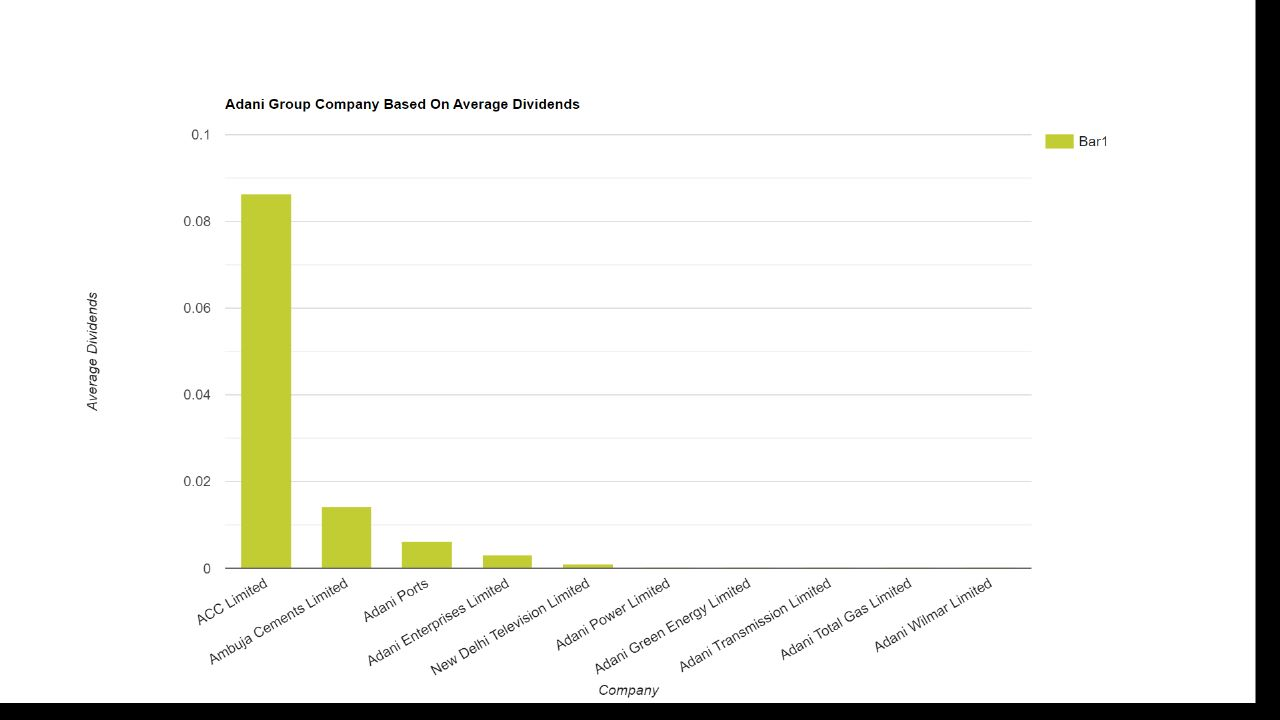 Adani Group Company Based On Average Dividends
0.1
Bar1
0.08
0.06
Average Dividends
0.04
0.02
0
ACC Limited
Ambuja Cements Limited
Adani Ports
Adani Enterprises Limited
New Delhi Television Limited
Adani Power Limited
Adani Green Energy Limited
Adani Transmission Limited
Adani Total Gas Limited
Adani Wilmar Limited
Company